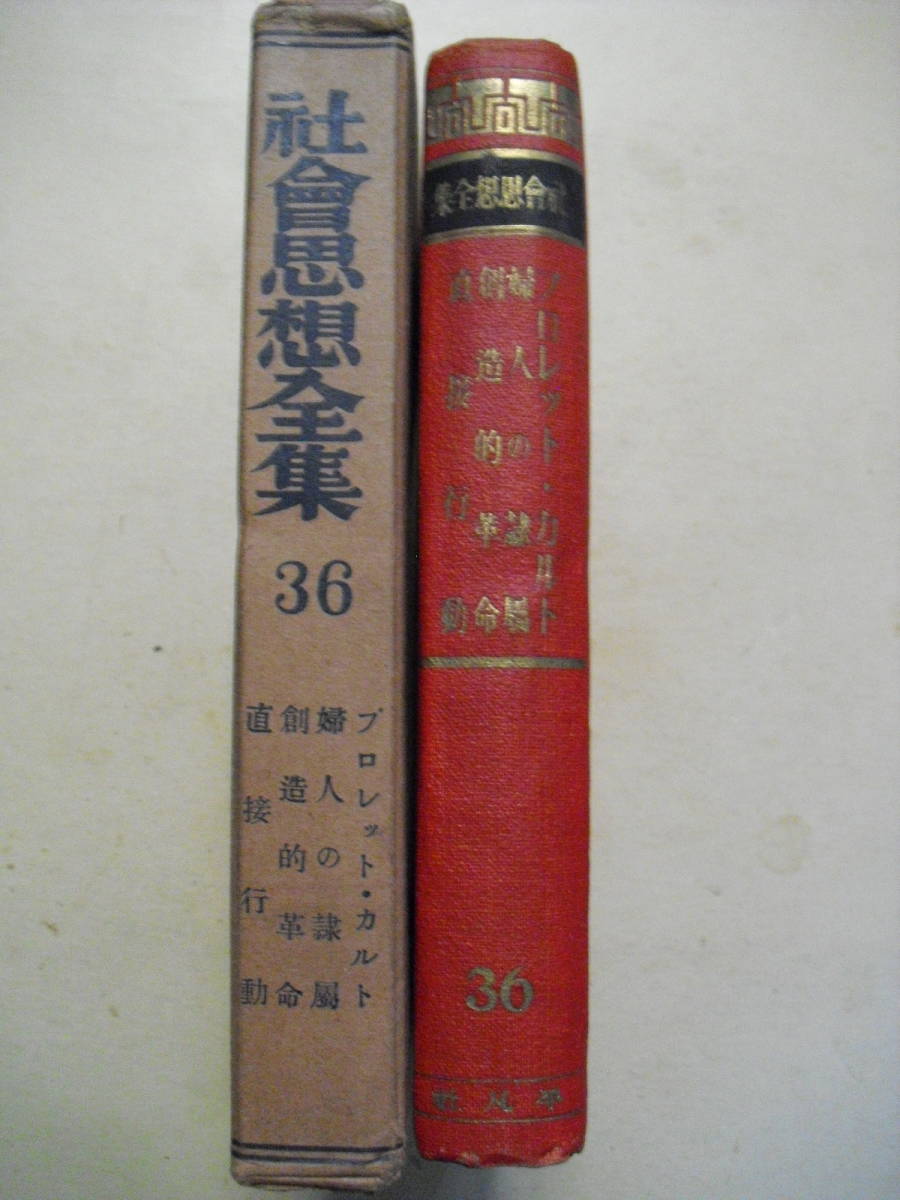 社會思想全集
36
プロレット・カルト
婦人の隷屬
創造的革命
直接行動
社會思想全集
プロレット・カルト
婦人の隷屬
創造的革命
直接行動
36
平凡社